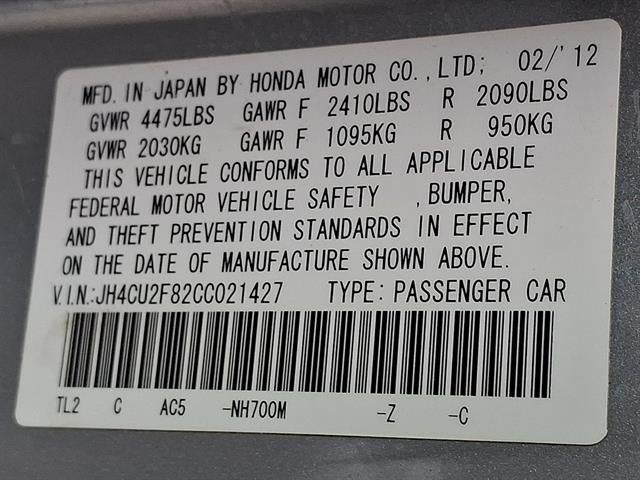 MFD. IN JAPAN BY HONDA MOTOR CO.,LTD; 02/'12
GVWR 4475LBS GAWR F 2410LBS R 2090LBS
GVWR 2030KG GAWR F 1095KG R 950KG
THIS VEHICLE CONFORMS TO ALL APPLICABLE
FEDERAL MOTOR VEHICLE SAFETY ,BUMPER,
AND THEFT PREVENTION STANDARDS IN EFFECT
ON THE DATE OF MANUFACTURE SHOWN ABOVE.
V.I.N.:JH4CU2F82CC021427 TYPE:PASSENGER CAR
TL2 C AC5 -NH700M -Z -C